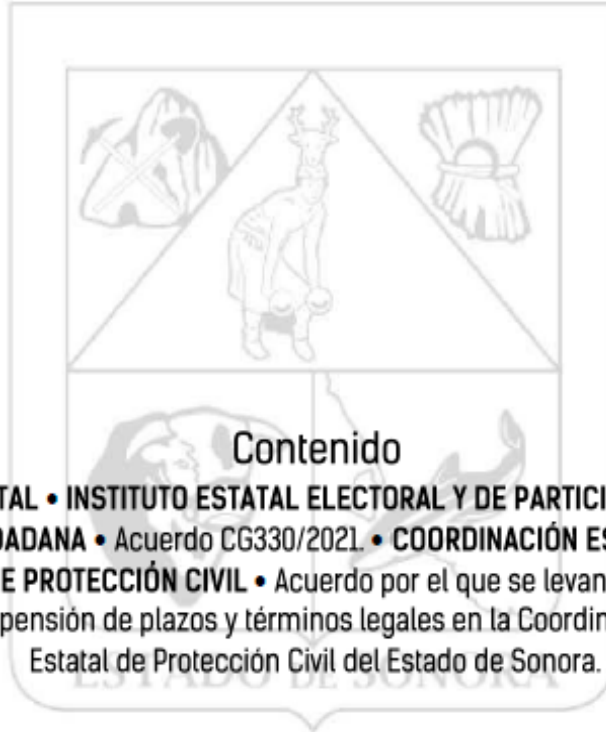 Contenido
TAL • INSTITUTO ESTATAL ELECTORAL Y DE PARTICI
DADANA • Acuerdo CG330/2021. • COORDINACIÓN ES
E PROTECCIÓN CIVIL • Acuerdo por el que se levan
pensión de plazos y términos legales en la Coordin
Estatal de Protección Civil del Estado de Sonora.
ESTADO DE SONORA